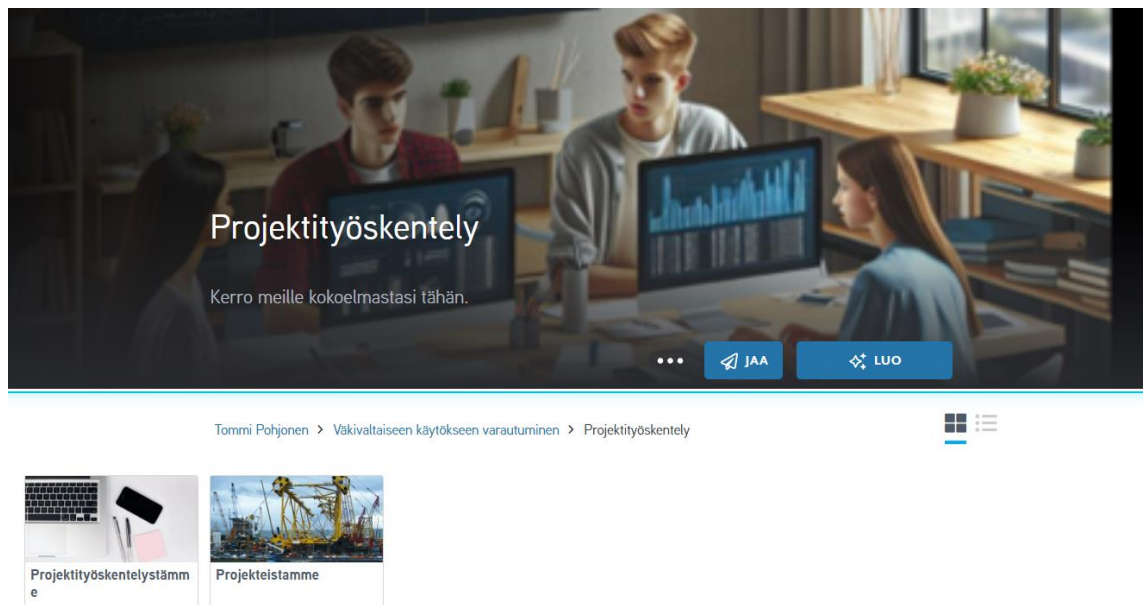 Projektityöskentely
Kerro meille kokoelmastasi tähän.
••• JAA LUO
Tommi Pohjonen > Väkivaltaiseen käytökseen varautuminen > Projektityöskentely
Projektityöskentelystämm
e
Projekteistamme